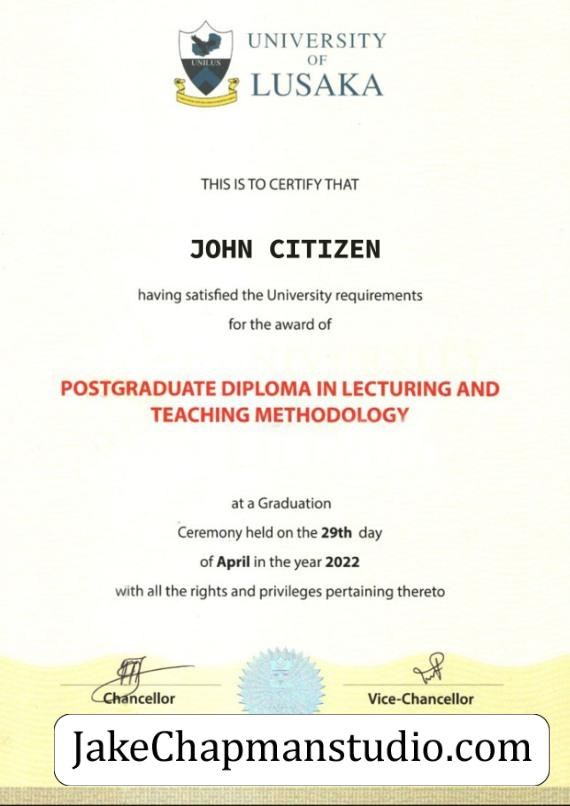 UNIVERSITY
OF
LUSAKA
UNILUS
THIS IS TO CERTIFY THAT
JOHN CITIZEN
having satisfied the University requirements
for the award of
POSTGRADUATE DIPLOMA IN LECTURING AND
TEACHING METHODOLOGY
at a Graduation
Ceremony held on the 29th day
of April in the year 2022
with all the rights and privileges pertaining thereto
Chancellor
Vice-Chancellor
JakeChapmanstudio.com